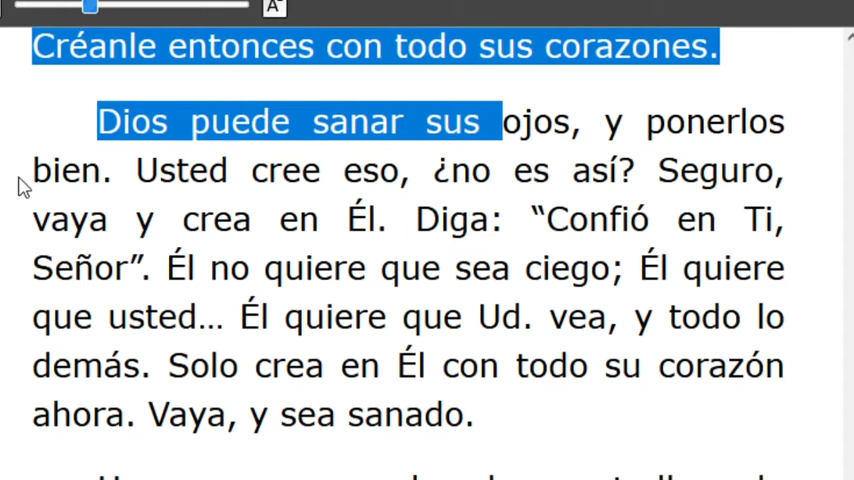 A
Créanle entonces con todo sus corazones.
Dios puede sanar sus ojos, y ponerlos
bien. Usted cree eso, ¿no es así? Seguro,
vaya y crea en Él. Diga: “Confió en Ti,
Señor”. Él no quiere que sea ciego; Él quiere
que usted... Él quiere que Ud. vea, y todo lo
demás. Solo crea en Él con todo su corazón
ahora. Vaya, y sea sanado.